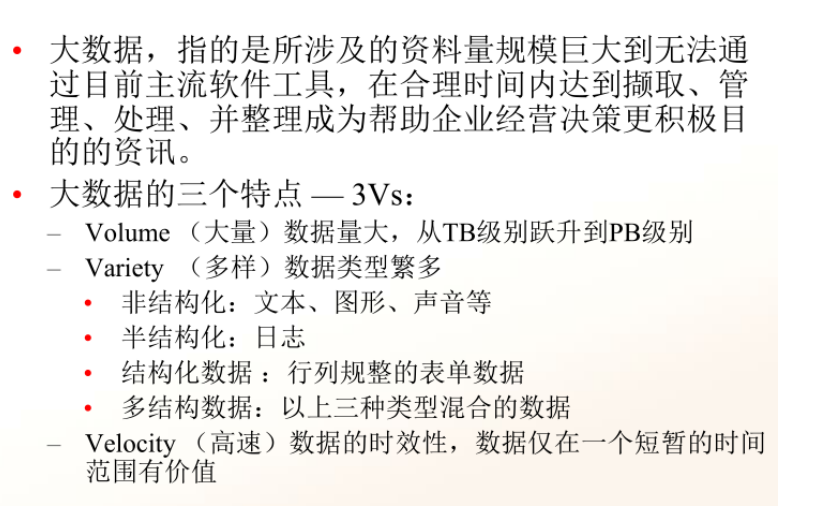 • 大数据，指的是所涉及的资料量规模巨大到无法通
过目前主流软件工具，在合理时间内达到撷取、管
理、处理、并整理成为帮助企业经营决策更积极目
的的资讯。
• 大数据的三个特点 — 3Vs：
– Volume （大量）数据量大，从TB级别跃升到PB级别
– Variety （多样）数据类型繁多
• 非结构化：文本、图形、声音等
• 半结构化：日志
• 结构化数据 ：行列规整的表单数据
• 多结构数据：以上三种类型混合的数据
– Velocity （高速）数据的时效性，数据仅在一个短暂的时间
范围有价值